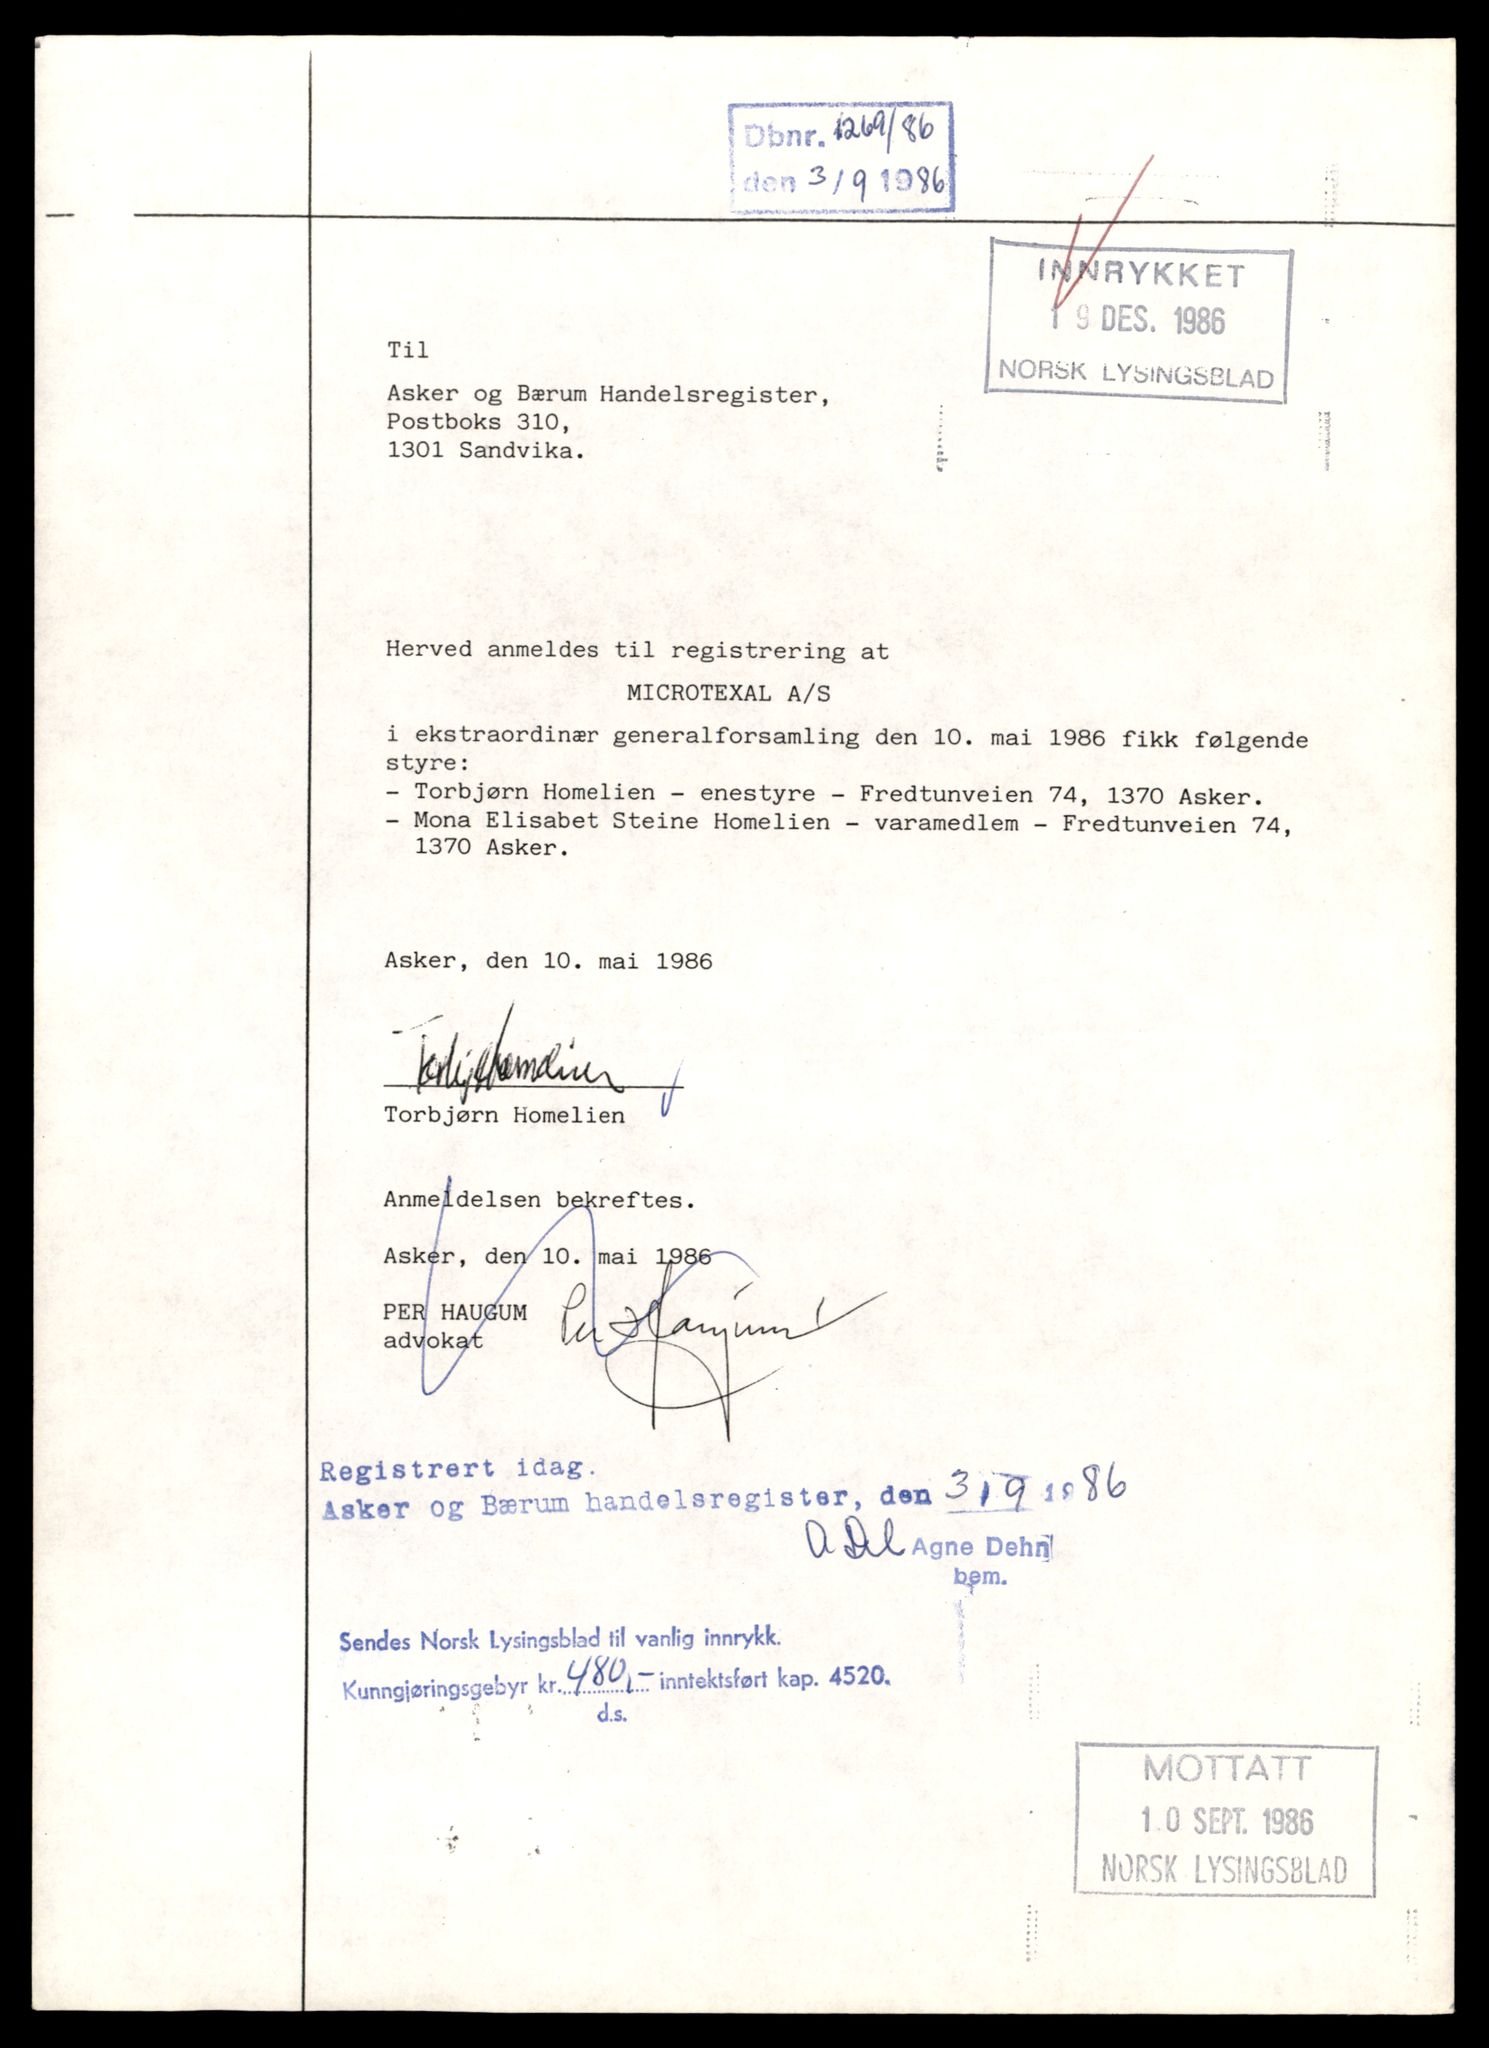 Dbnr. 1269/86
den 3/9 1986
INNRYKKET
19 DES. 1986
NORSK LYSINGSBLAD
Til
Asker og Bærum Handelsregister,
Postboks 310,
1301 Sandvika.
Herved anmeldes til registrering at
MICROTEXAL A/S
i ekstraordinær generalforsamling den 10. mai 1986 fikk følgende
styre:
- Torbjørn Homelien - enestyre - Fredtunveien 74, 1370 Asker.
- Mona Elisabet Steine Homelien - varamedlem - Fredtunveien 74,
1370 Asker.
Asker, den 10. mai 1986
Torbjørn Homelien
Anmeldelsen bekreftes.
Asker, den 10. mai 1986
PER HAUGUM Per Haugum
advokat
Registrert idag.
Asker og Bærum handelsregister, den 3/9 1986
Agne Dehn
bem.
Sendes Norsk Lysingsblad til vanlig innrykk.
Kunngjøringsgebyr kr. 480,- inntektsført kap. 4520.
d.s.
MOTTATT
10 SEPT. 1986
NORSK LYSINGSBLAD